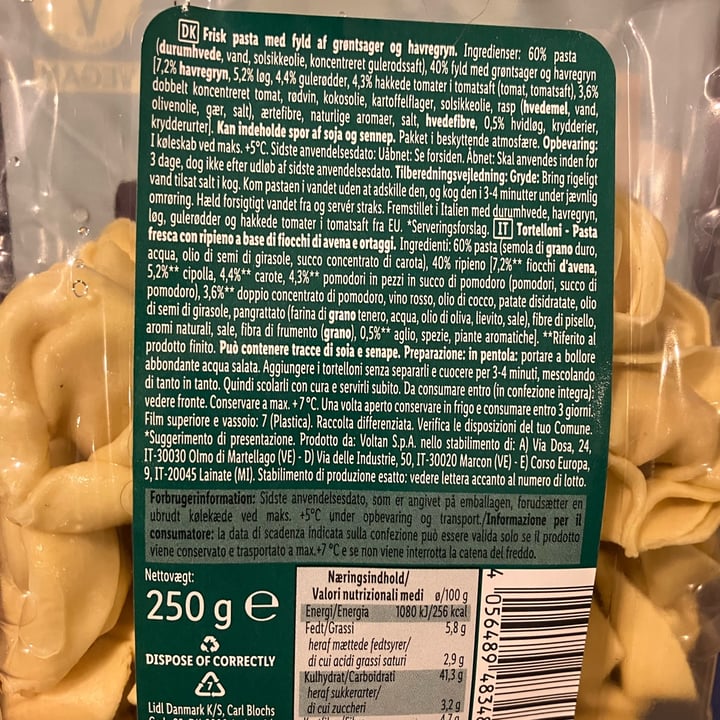 DK Frisk pasta med fyld af grøntsager og havregryn. Ingredienser: 60% pasta
(durumhvede, vand, solsikkeolie, koncentreret gulerodssaft), 40% fyld med grøntsager og havregryn
[7,2% havregryn, 5,2% løg, 4,4% gulerødder, 4,3% hakkede tomater i tomatsaft (tomat, tomatsaft), 3,6%
dobbelt koncentreret tomat, rødvin, kokosolie, kartoffelflager, solsikkeolie, rasp (hvedemel, vand,
olivenolie, gær, salt), ærtefibre, naturlige aromaer, salt, hvedefibre, 0,5% hvidløg, krydderier,
krydderurter]. Kan indeholde spor af soja og sennep. Pakket i beskyttende atmosfære. Opbevaring:
I køleskab ved maks. +5°C. Sidste anvendelsesdato: Uåbnet: Se forsiden. Åbnet: Skal anvendes inden for
3 dage, dog ikke efter udløb af sidste anvendelsesdato. Tilberedningsvejledning: Gryde: Bring rigeligt
vand tilsat salt i kog. Kom pastaen i vandet uden at adskille den, og kog den i 3-4 minutter under jævnlig
omrøring. Hæld forsigtigt vandet fra og servér straks. Fremstillet i Italien med durumhvede, havregryn,
løg, gulerødder og hakkede tomater i tomatsaft fra EU. *Serveringsforslag. IT Tortelloni - Pasta
fresca con ripieno a base di fiocchi di avena e ortaggi. Ingredienti: 60% pasta (semola di grano duro,
acqua, olio di semi di girasole, succo concentrato di carota), 40% ripieno [7,2%** fiocchi d'avena,
5,2%** cipolla, 4,4%** carote, 4,3%** pomodori in pezzi in succo di pomodoro (pomodori, succo di
pomodoro), 3,6%** doppio concentrato di pomodoro, vino rosso, olio di cocco, patate disidratate, olio
di semi di girasole, pangrattato (farina di grano tenero, acqua, olio di oliva, lievito, sale), fibre di pisello,
aromi naturali, sale, fibra di frumento (grano), 0,5%** aglio, spezie, piante aromatiche]. **Riferito al
prodotto finito. Può contenere tracce di soia e senape. Preparazione: in pentola: portare a bollore
abbondante acqua salata. Aggiungere i tortelloni senza separarli e cuocere per 3-4 minuti, mescolando
di tanto in tanto. Quindi scolarli con cura e servirli subito. Da consumare entro (in confezione integra):
vedere fronte. Conservare a max. +7°C. Una volta aperto conservare in frigo e consumare entro 3 giorni.
Film superiore e vassoio: 7 (Plastica). Raccolta differenziata. Verifica le disposizioni del tuo Comune.
*Suggerimento di presentazione. Prodotto da: Voltan S.p.A. nello stabilimento di: A) Via Dosa, 24,
IT-30030 Olmo di Martellago (VE) - D) Via delle Industrie, 50, IT-30020 Marcon (VE) - E) Corso Europa,
9, IT-20045 Lainate (MI). Stabilimento di produzione esatto: vedere lettera accanto al numero di lotto.
Forbrugerinformation: Sidste anvendelsesdato, som er angivet på emballagen, forudsætter en
ubrudt kølekæde ved maks. +5°C under opbevaring og transport./Informazione per il
consumatore: la data di scadenza indicata sulla confezione può essere valida solo se il prodotto
viene conservato e trasportato a max.+7°C e se non viene interrotta la catena del freddo.
Nettovægt:
250 g e
DISPOSE OF CORRECTLY
7
Lidl Danmark K/S, Carl Blochs
Næringsindhold/
Valori nutrizionali medi ø/100 g
Energi/Energia 1080 kJ/256 kcal
Fedt/Grassi 5,8 g
heraf mættede fedtsyrer/
di cui acidi grassi saturi 2,9 g
Kulhydrat/Carboidrati 41,3 g
heraf sukkerarter/
di cui zuccheri 3,2 g
4 056489 48348